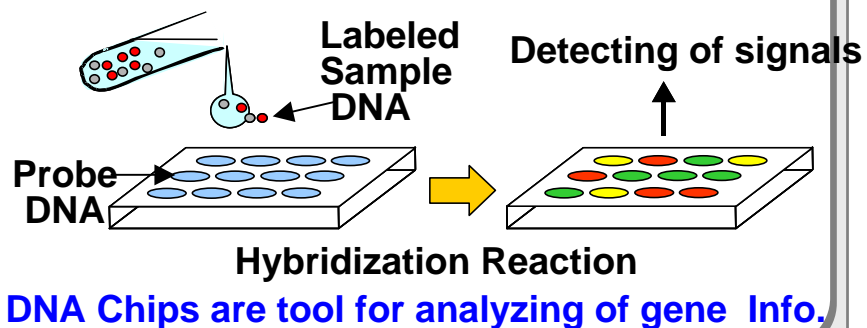 Labeled
Sample
DNA
Detecting of signals
Probe
DNA
Hybridization Reaction
DNA Chips are tool for analyzing of gene Info.